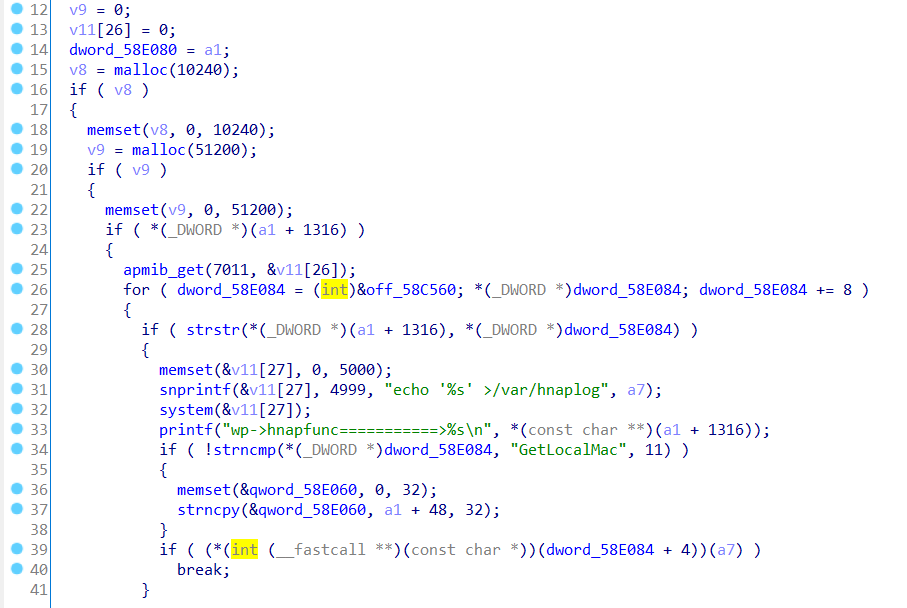 12 v9 = 0;
13 v11[26] = 0;
14 dword_58E080 = a1;
15 v8 = malloc(10240);
16 if ( v8 )
17 {
18 memset(v8, 0, 10240);
19 v9 = malloc(51200);
20 if ( v9 )
21 {
22 memset(v9, 0, 51200);
23 if ( *(_DWORD *)(a1 + 1316) )
24 {
25 apmib_get(7011, &v11[26]);
26 for ( dword_58E084 = (int)&off_58C560; *(_DWORD *)dword_58E084; dword_58E084 += 8 )
27 {
28 if ( strstr(*(_DWORD *)(a1 + 1316), *(_DWORD *)dword_58E084) )
29 {
30 memset(&v11[27], 0, 5000);
31 snprintf(&v11[27], 4999, "echo '%s' >/var/hnaplog", a7);
32 system(&v11[27]);
33 printf("wp->hnapfunc===========>%s\n", *(const char **)(a1 + 1316));
34 if ( !strncmp(*(_DWORD *)dword_58E084, "GetLocalMac", 11) )
35 {
36 memset(&qword_58E060, 0, 32);
37 strncpy(&qword_58E060, a1 + 48, 32);
38 }
39 if ( (*(int (__fastcall **)(const char *))(dword_58E084 + 4))(a7) )
40 break;
41 }